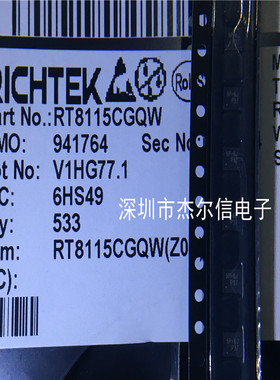 RICHTEK
art No.:RT8115CGQW
MO: 941764 Sec No
ot No: V1HG77.1
C: 6HS49
y: 533
m: RT8115CGQW(Z0
C):
深圳市杰尔信电子